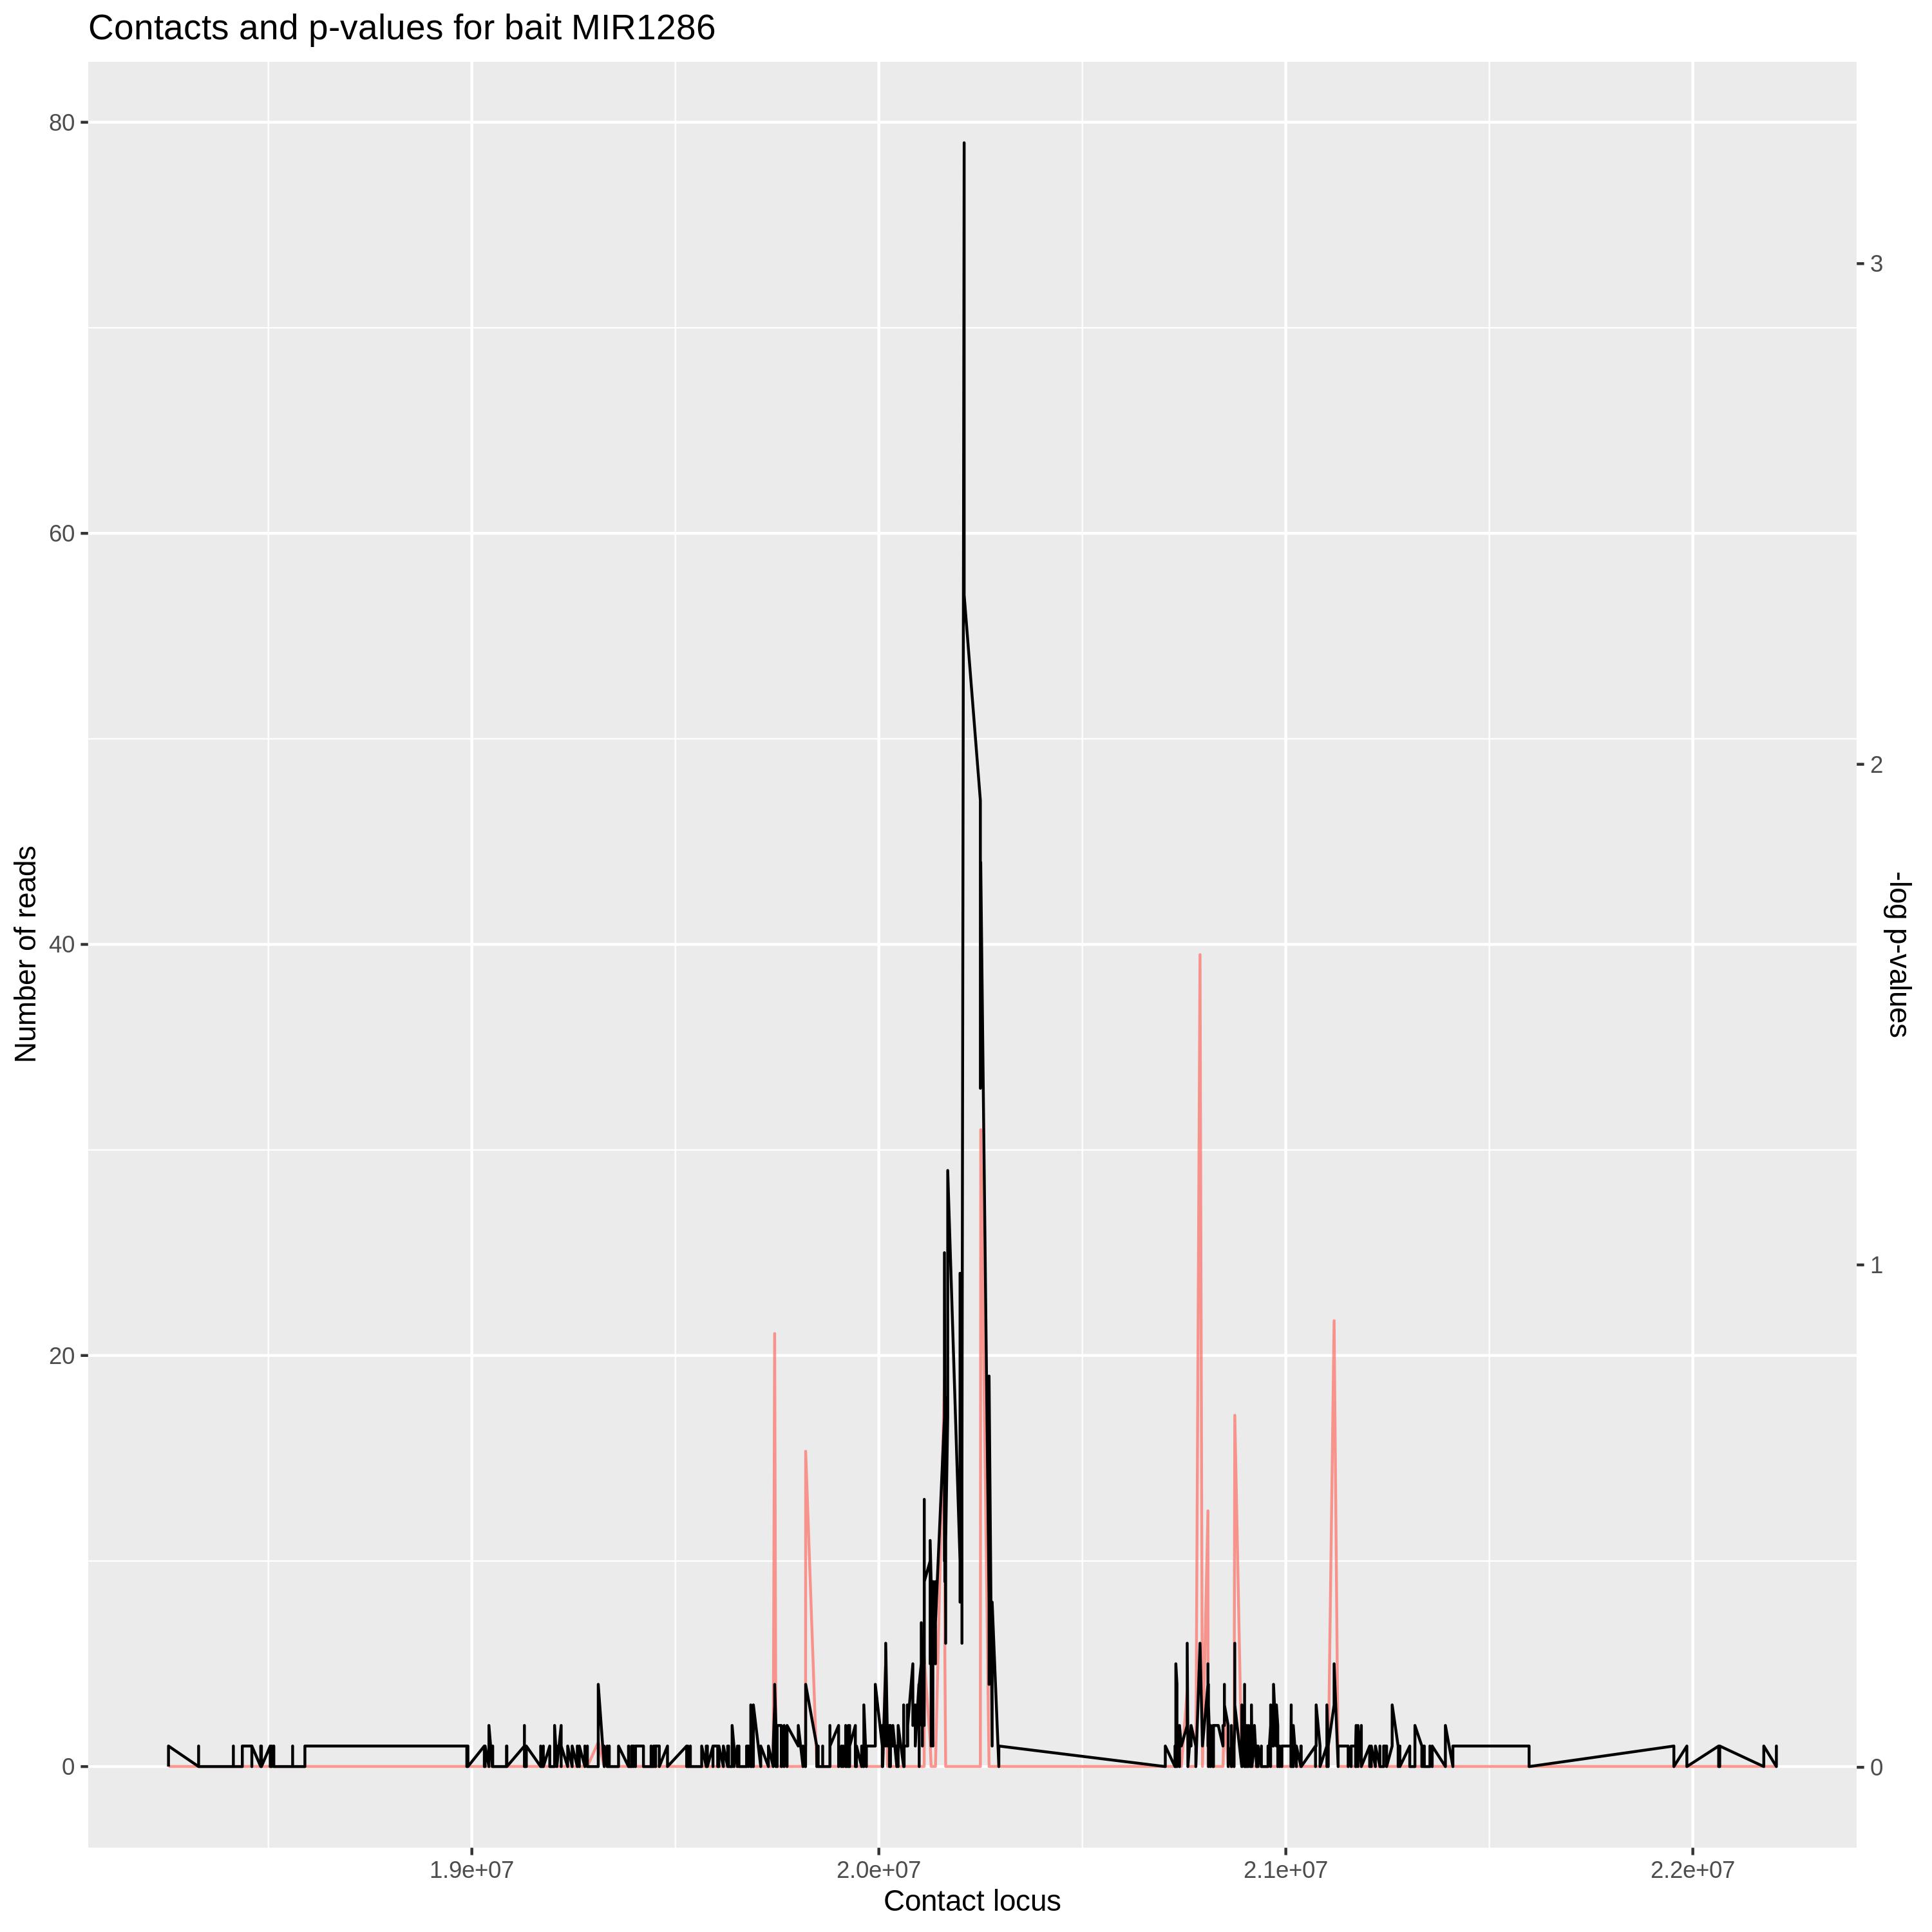 Contacts and p-values for bait MIR1286
80
60
40
20
0
Number of reads
3
2
1
0
-log p-values
1.9e+07
2.0e+07
2.1e+07
2.2e+07
Contact locus